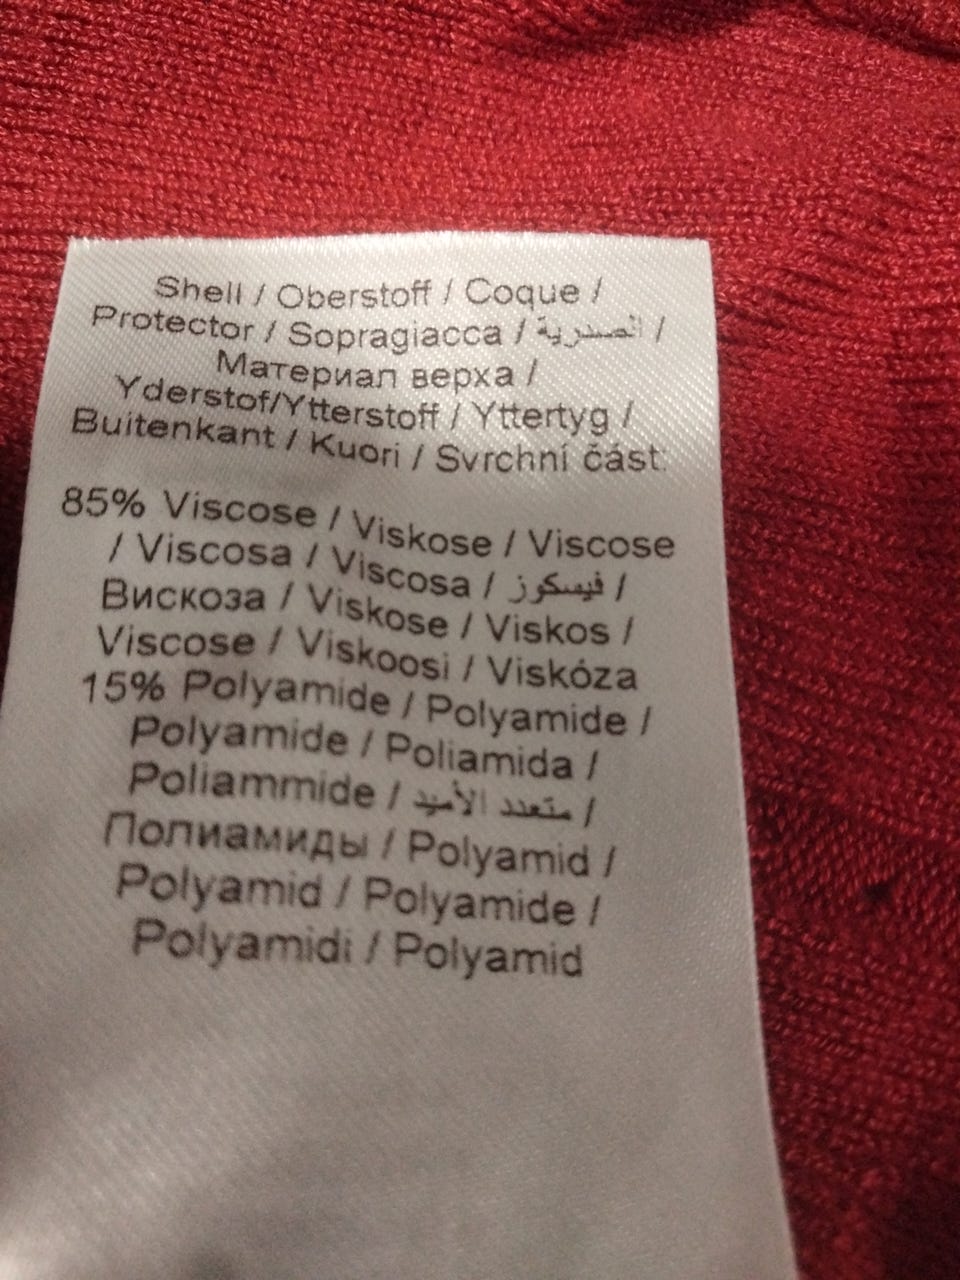 Shell / Oberstoff / Coque /
Protector / Sopragiacca / الصدرية /
Материал верха /
Yderstof/Ytterstoff / Yttertyg /
Buitenkant / Kuori / Svrchní část:
85% Viscose / Viskose / Viscose
/ Viscosa / Viscosa / فيسكوز /
Вискоза / Viskose / Viskos /
Viscose / Viskoosi / Viskóza
15% Polyamide / Polyamide /
Polyamide / Poliamida /
Poliammide / متعدد الأميد /
Полиамиды / Polyamid /
Polyamid / Polyamide /
Polyamidi / Polyamid